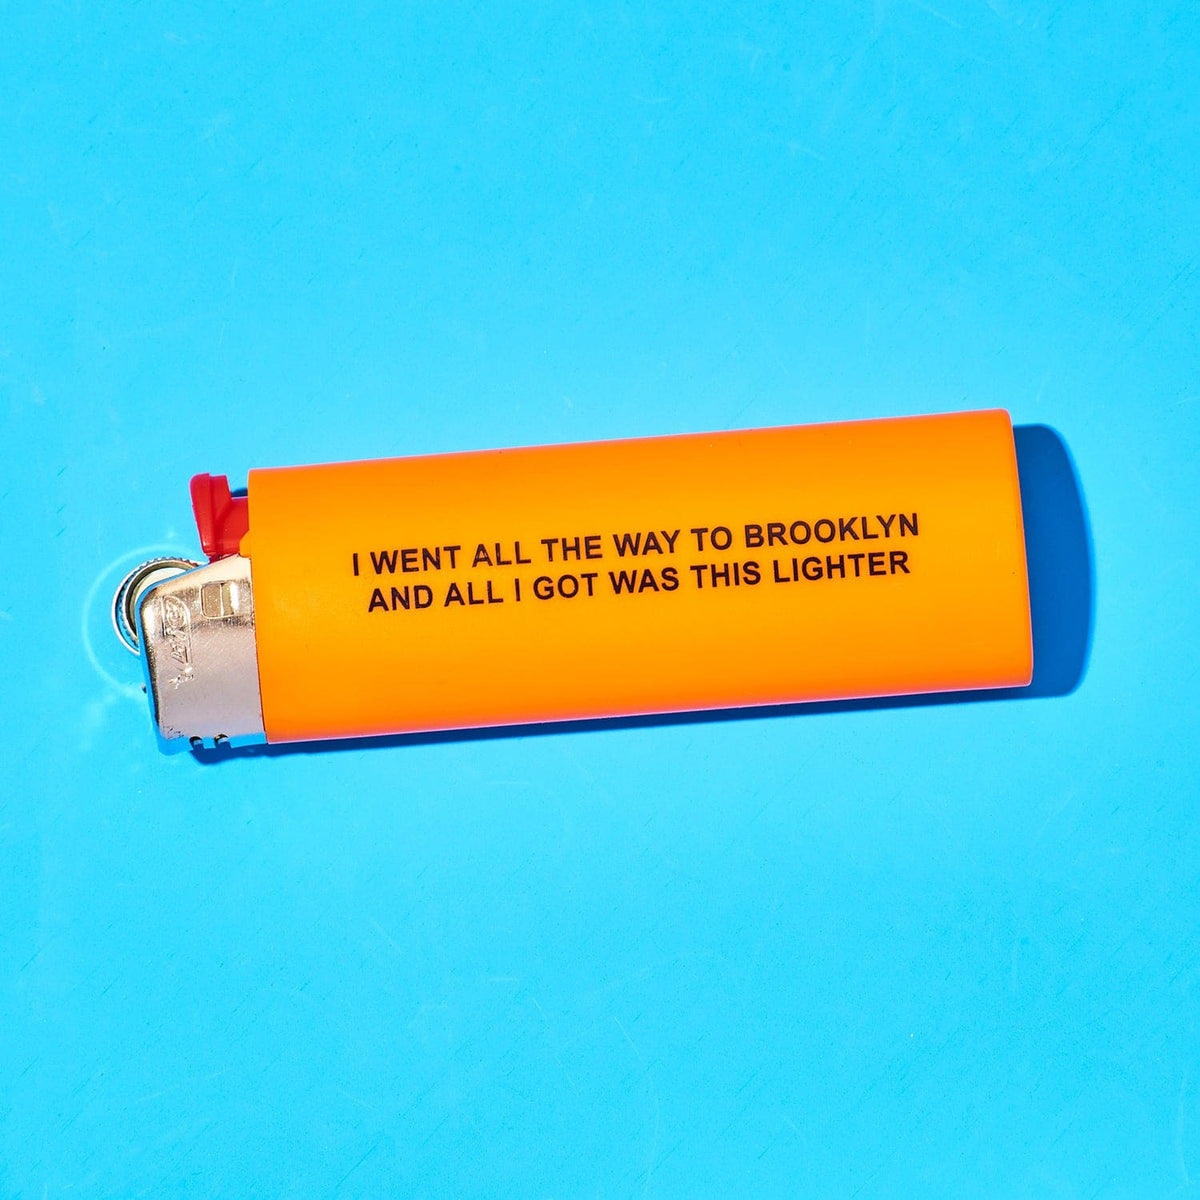 I WENT ALL THE WAY TO BROOKLYN
AND ALL I GOT WAS THIS LIGHTER